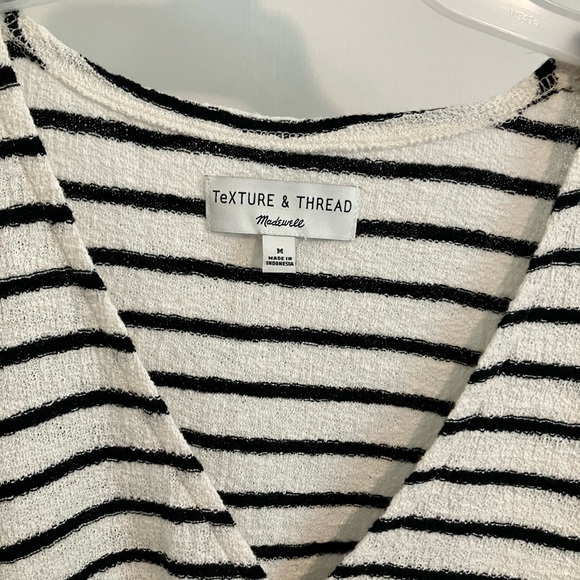 TeXTURE & THREAD
Madewell
M
MADE IN
INDONESIA